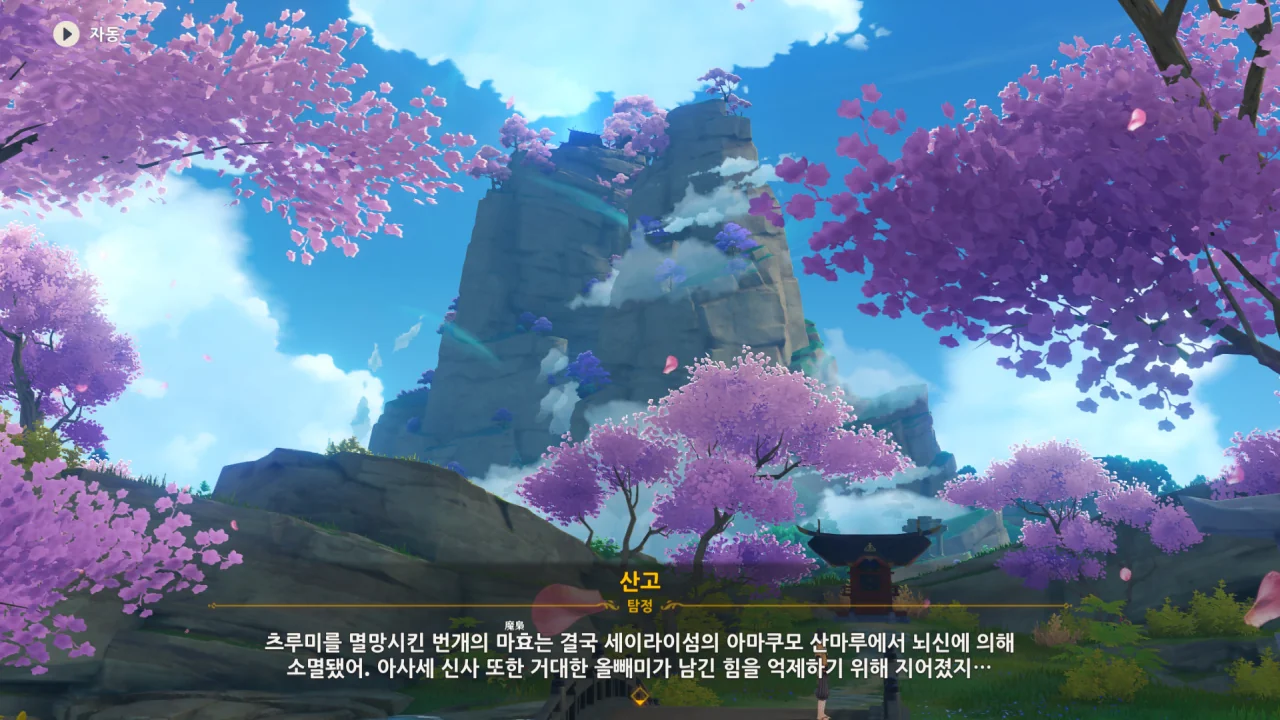 자동
산고
탐정
魔梟
츠루미를 멸망시킨 번개의 마효는 결국 세이라이섬의 아마쿠모 산마루에서 뇌신에 의해
소멸됐어. 아사세 신사 또한 거대한 올빼미가 남긴 힘을 억제하기 위해 지어졌지…